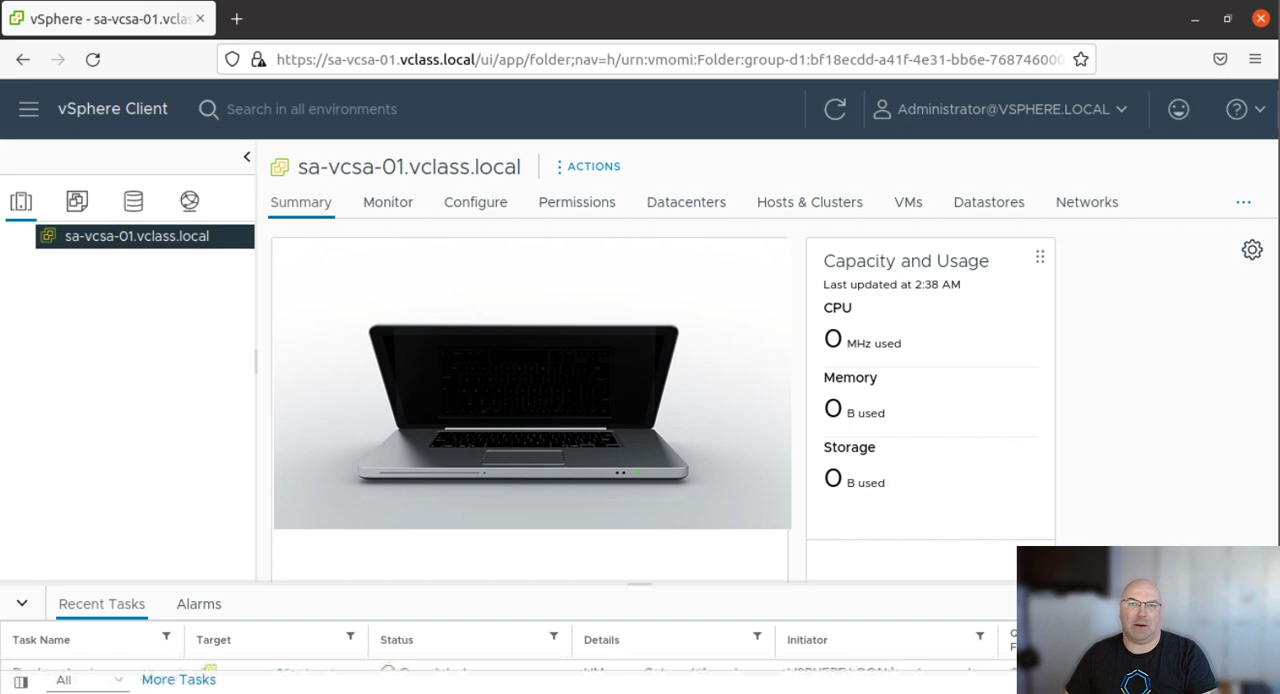 vSphere - sa-vcsa-01.vclas
https://sa-vcsa-01.vclass.local/ui/app/folder;nav=h/urn:vmomi:Folder:group-d1:bf18ecdd-a41f-4e31-bb6e-768746000
vSphere Client
Search in all environments
Administrator@VSPHERE.LOCAL
sa-vcsa-01.vclass.local
ACTIONS
Summary Monitor Configure Permissions Datacenters Hosts & Clusters VMs Datastores Networks
sa-vcsa-01.vclass.local
Capacity and Usage
Last updated at 2:38 AM
CPU
0 MHz used
Memory
0 B used
Storage
0 B used
Recent Tasks Alarms
Task Name Target Status Details Initiator
All More Tasks